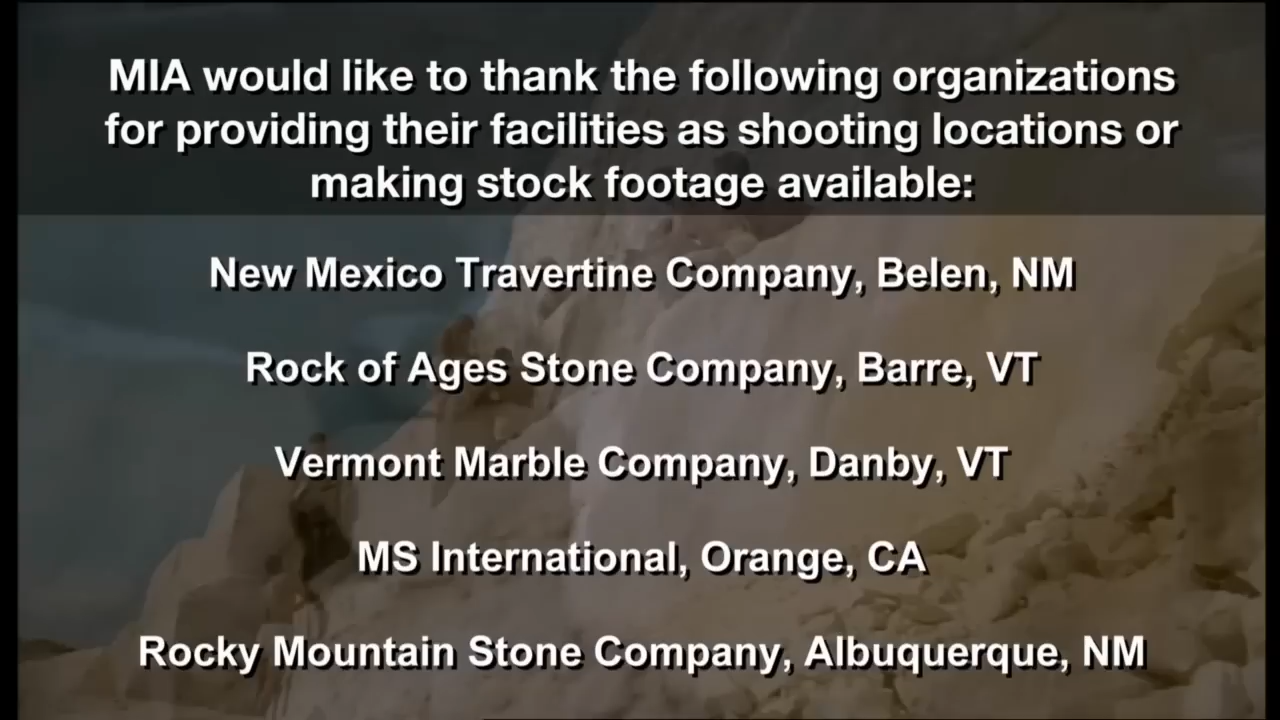 MIA would like to thank the following organizations
for providing their facilities as shooting locations or
making stock footage available:
New Mexico Travertine Company, Belen, NM
Rock of Ages Stone Company, Barre, VT
Vermont Marble Company, Danby, VT
MS International, Orange, CA
Rocky Mountain Stone Company, Albuquerque, NM